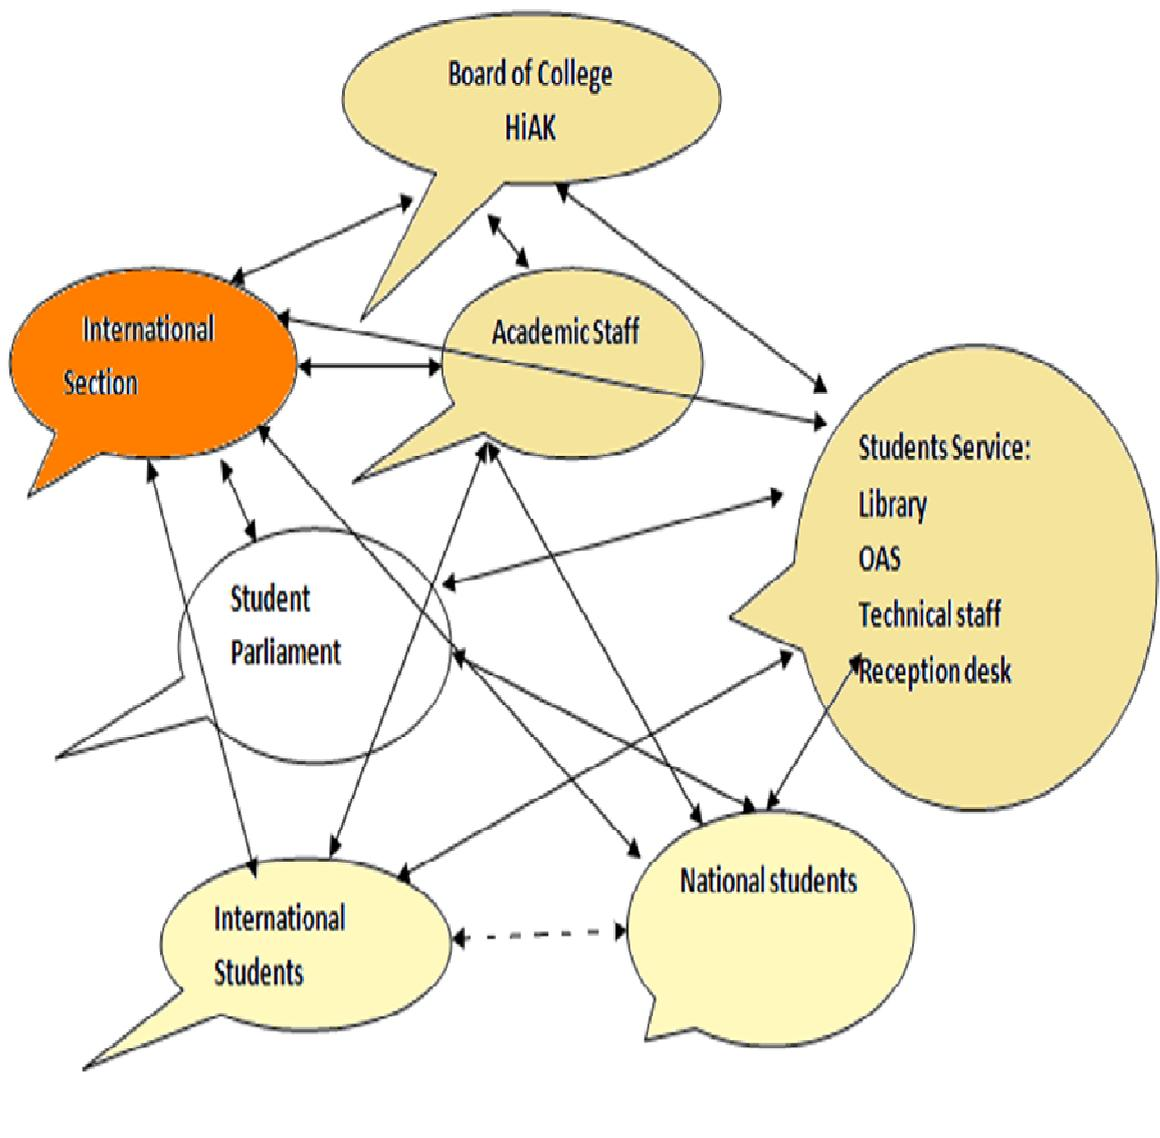 Board of College
HiAK
International
Section
Academic Staff
Students Service:
Library
OAS
Technical staff
Reception desk
Student
Parliament
International
Students
National students